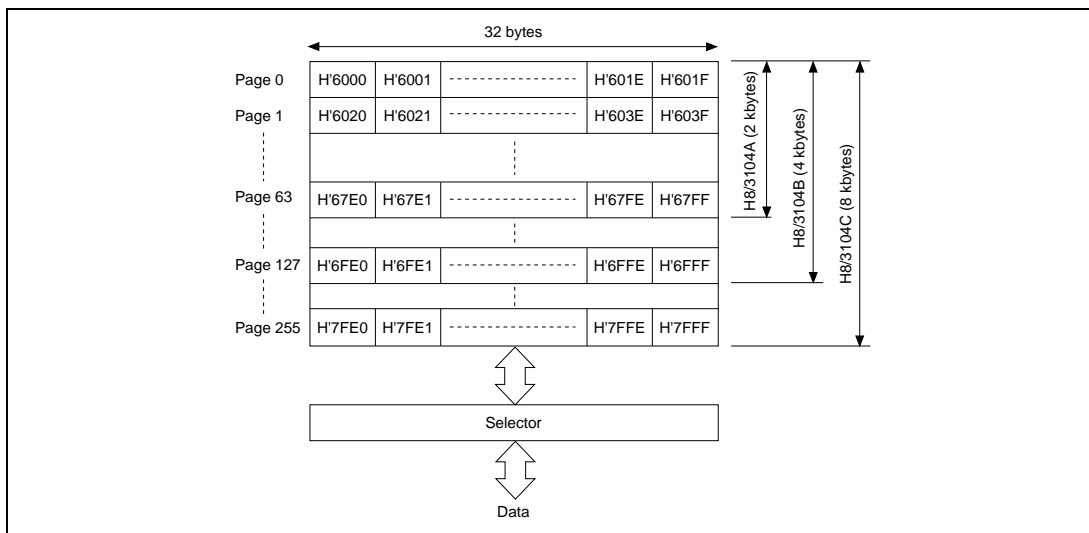 32 bytes
Page 0 H'6000 H'6001 H'601E H'601F
Page 1 H'6020 H'6021 H'603E H'603F
Page 63 H'67E0 H'67E1 H'67FE H'67FF
Page 127 H'6FE0 H'6FE1 H'6FFE H'6FFF
Page 255 H'7FE0 H'7FE1 H'7FFE H'7FFF
H8/3104A (2 kbytes)
H8/3104B (4 kbytes)
H8/3104C (8 kbytes)
Selector
Data